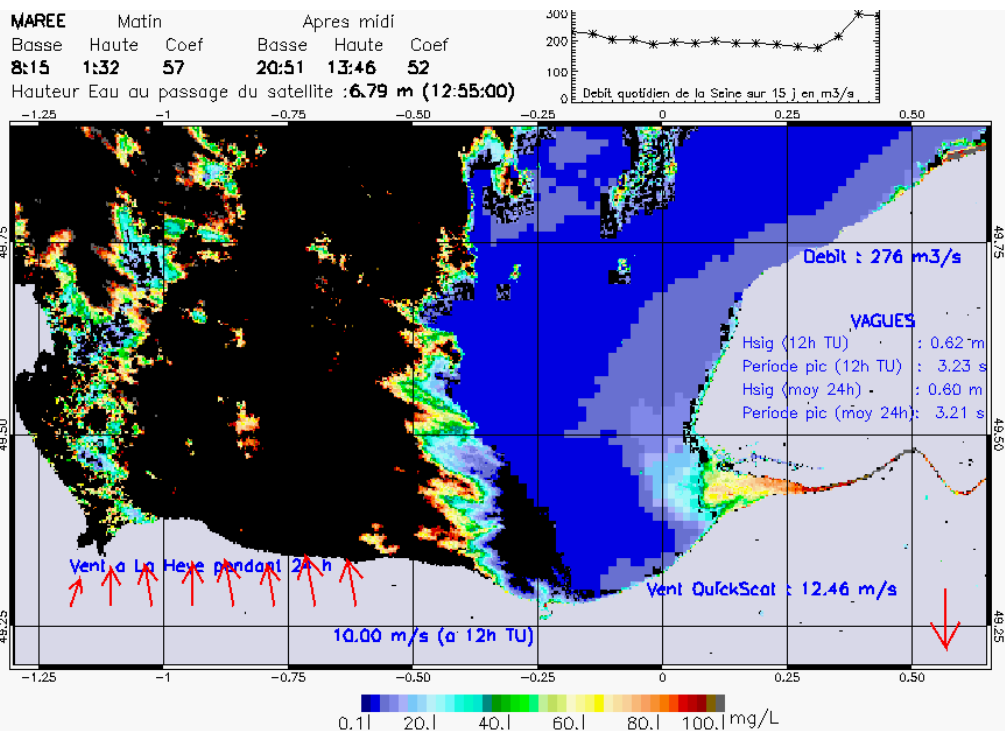 MAREE Matin Apres midi
Basse Haute Coef Basse Haute Coef
8:15 1:32 57 20:51 13:46 52
Hauteur Eau au passage du satellite :6.79 m (12:55:00)
300
200
100
0
Debit quotidien de la Seine sur 15 j en m3/s
-1.25 -1 -0.75 -0.50 -0.25 0 0.25 0.50
49.75 49.75
Debit : 276 m3/s
VAGUES
Hsig (12h TU) : 0.62 m
Periode pic (12h TU) : 3.23 s
Hsig (moy 24h) : 0.60 m
Periode pic (moy 24h): 3.21 s
49.50 49.50
Vent a La Heve pendant 24 h
Vent QuickScat : 12.46 m/s
49.25 49.25
10.00 m/s (a 12h TU)
-1.25 -1 -0.75 -0.50 -0.25 0 0.25 0.50
0.1 20.1 40.1 60.1 80.1 100.1 mg/L